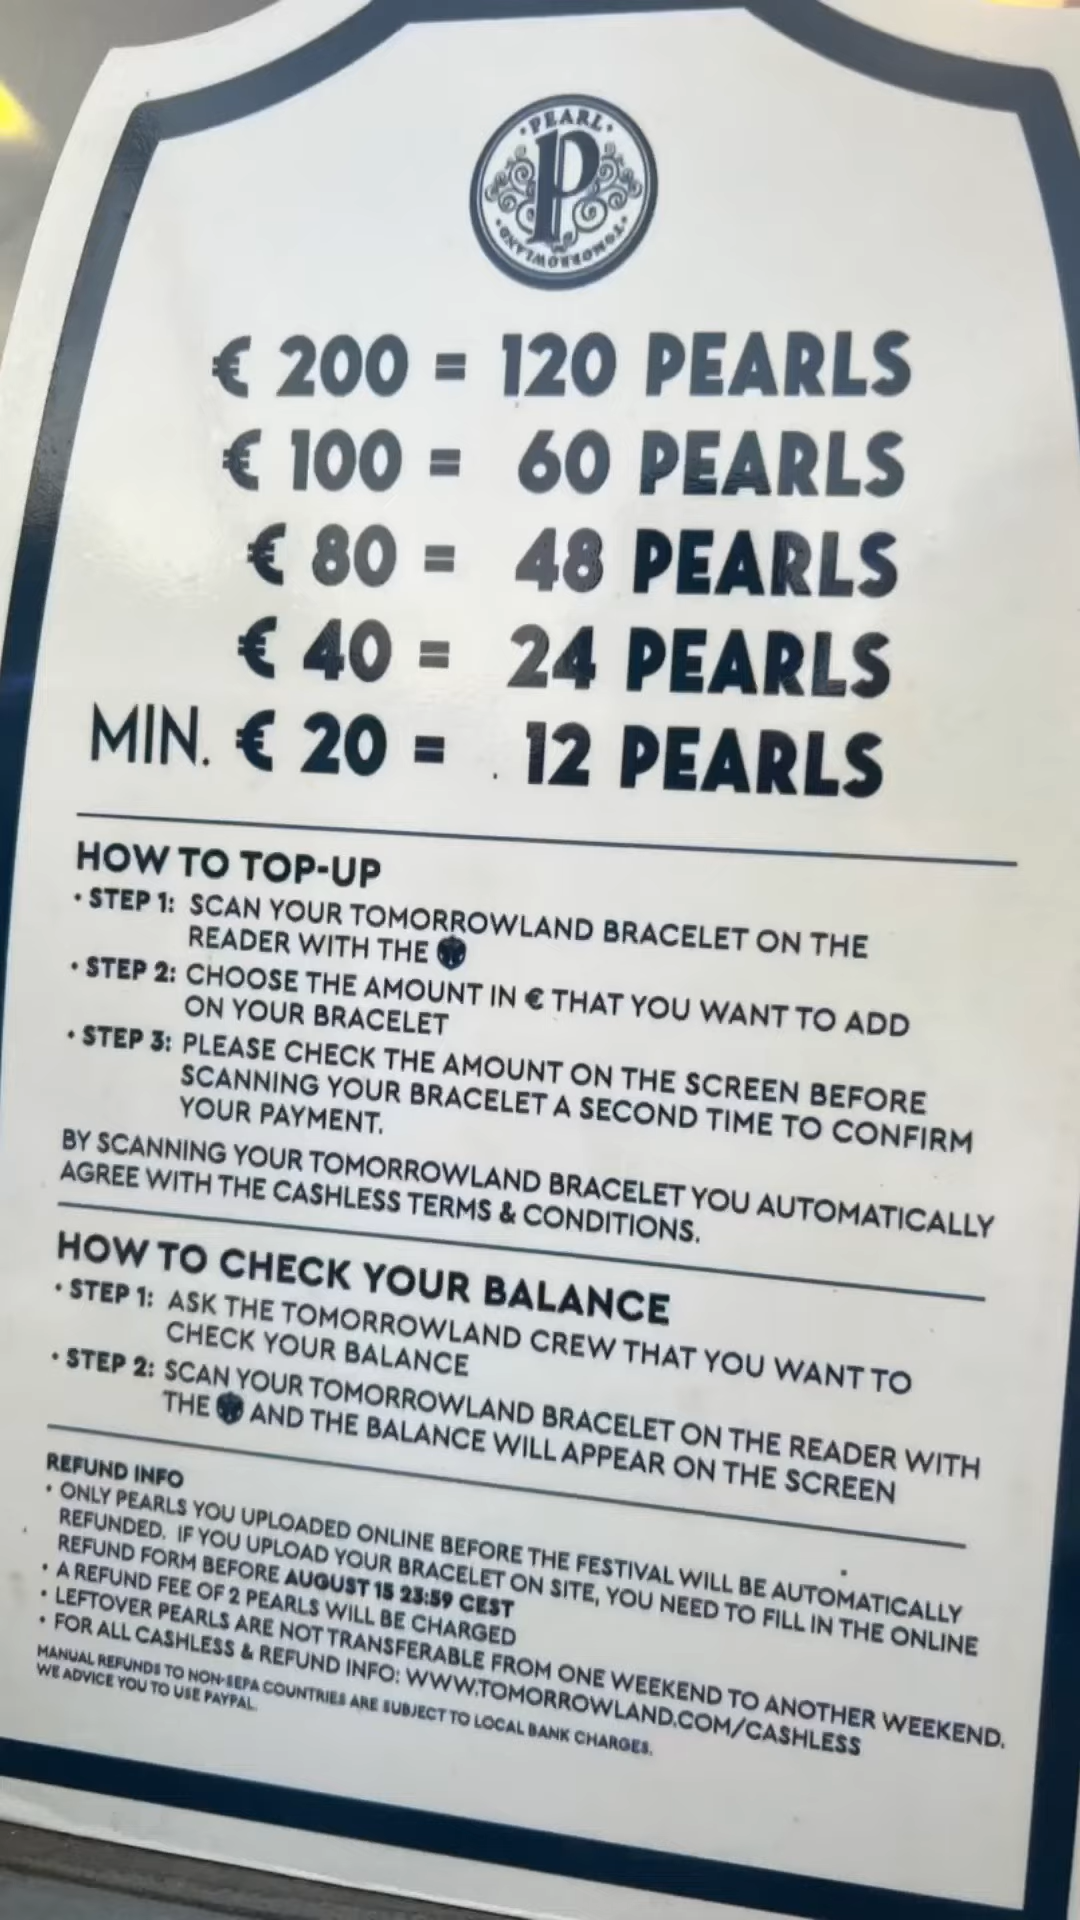 PEARL
P
TOMORROWLAND
€ 200 = 120 PEARLS
€ 100 = 60 PEARLS
€ 80 = 48 PEARLS
€ 40 = 24 PEARLS
MIN. € 20 = 12 PEARLS
HOW TO TOP-UP
• STEP 1: SCAN YOUR TOMORROWLAND BRACELET ON THE
READER WITH THE
• STEP 2: CHOOSE THE AMOUNT IN € THAT YOU WANT TO ADD
ON YOUR BRACELET
• STEP 3: PLEASE CHECK THE AMOUNT ON THE SCREEN BEFORE
SCANNING YOUR BRACELET A SECOND TIME TO CONFIRM
YOUR PAYMENT.
BY SCANNING YOUR TOMORROWLAND BRACELET YOU AUTOMATICALLY
AGREE WITH THE CASHLESS TERMS & CONDITIONS.
HOW TO CHECK YOUR BALANCE
• STEP 1: ASK THE TOMORROWLAND CREW THAT YOU WANT TO
CHECK YOUR BALANCE
• STEP 2: SCAN YOUR TOMORROWLAND BRACELET ON THE READER WITH
THE AND THE BALANCE WILL APPEAR ON THE SCREEN
REFUND INFO
• ONLY PEARLS YOU UPLOADED ONLINE BEFORE THE FESTIVAL WILL BE AUTOMATICALLY
REFUNDED. IF YOU UPLOAD YOUR BRACELET ON SITE, YOU NEED TO FILL IN THE ONLINE
REFUND FORM BEFORE AUGUST 15 23:59 CEST
• A REFUND FEE OF 2 PEARLS WILL BE CHARGED
• LEFTOVER PEARLS ARE NOT TRANSFERABLE FROM ONE WEEKEND TO ANOTHER WEEKEND.
• FOR ALL CASHLESS & REFUND INFO: WWW.TOMORROWLAND.COM/CASHLESS
MANUAL REFUNDS TO NON-SEPA COUNTRIES ARE SUBJECT TO LOCAL BANK CHARGES.
WE ADVICE YOU TO USE PAYPAL.